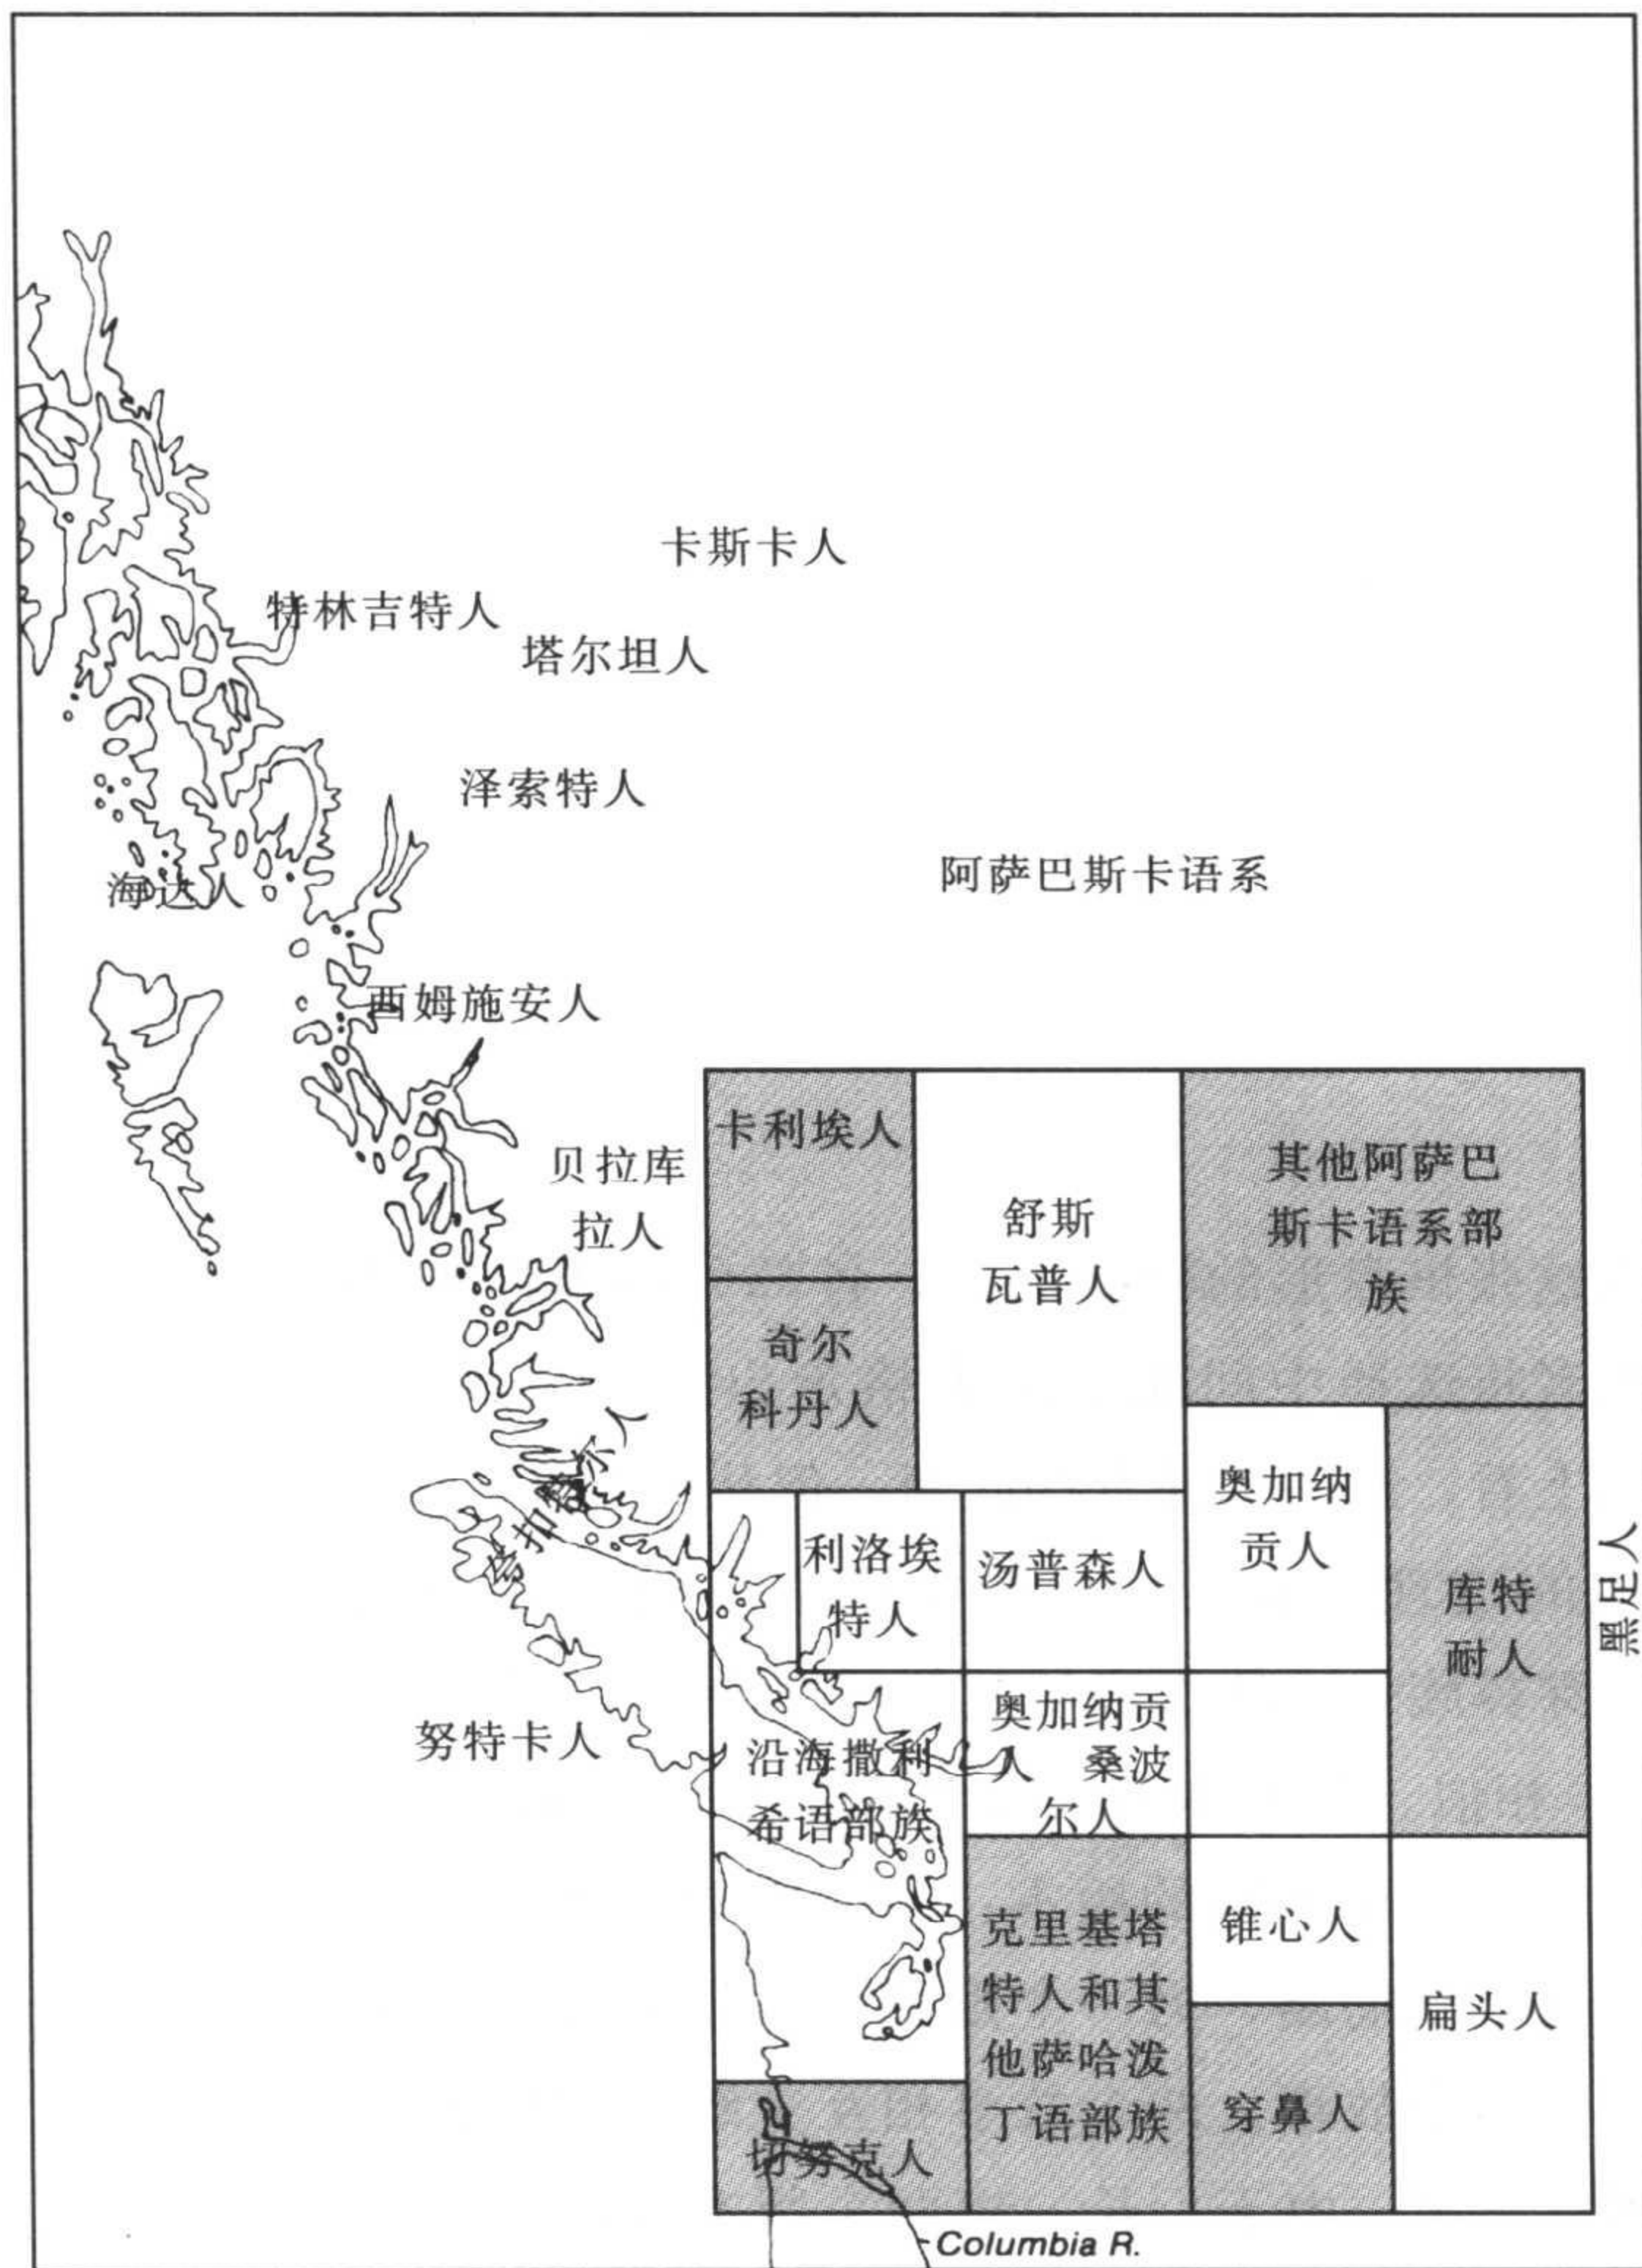 卡斯卡人
特林吉特人
塔尔坦人
泽索特人
阿萨巴斯卡语系
海达人
西姆施安人
贝拉库
拉人
卡利埃人
舒斯
瓦普人
其他阿萨巴
斯卡语系部
族
奇尔
科丹人
奥加纳
贡人
利洛埃
特人
汤普森人
库特
耐人
黑足人
努特卡人
沿海撒利
希语部族
奥加纳贡
人 桑波
尔人
克里基塔
特人和其
他萨哈泼
丁语部族
锥心人
扁头人
穿鼻人
切努克人
Columbia R.